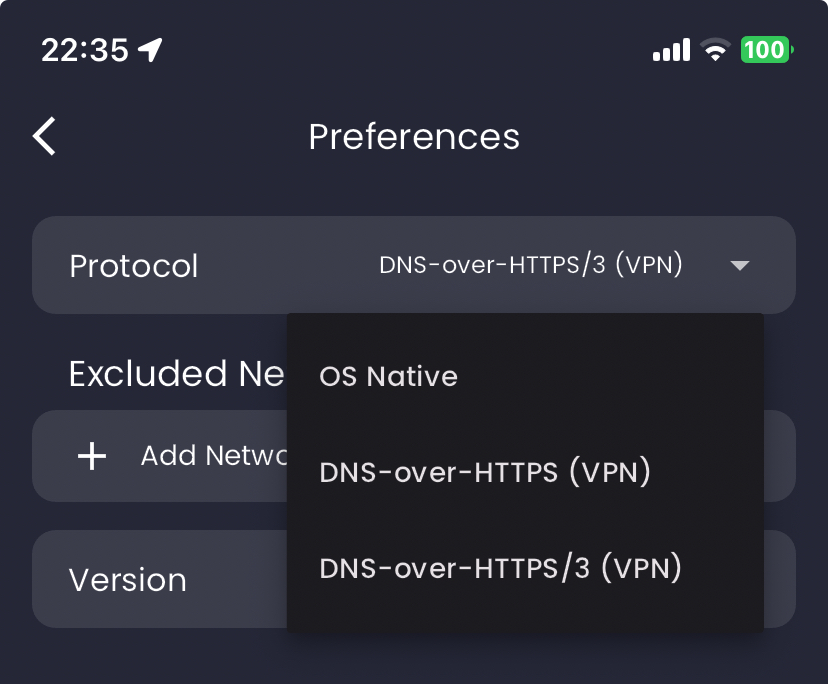 22:35
100
Preferences
Protocol DNS-over-HTTPS/3 (VPN)
Excluded Ne
OS Native
Add Netwo
DNS-over-HTTPS (VPN)
Version
DNS-over-HTTPS/3 (VPN)